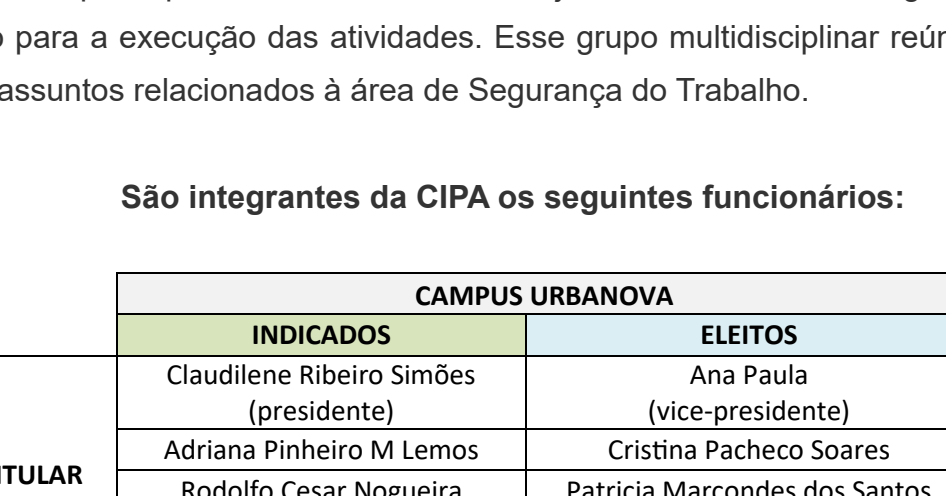 para a execução das atividades. Esse grupo multidisciplinar
assuntos relacionados à área de Segurança do Trabalho.
São integrantes da CIPA os seguintes funcionários:
CAMPUS URBANOVA
INDICADOS ELEITOS
Claudilene Ribeiro Simões Ana Paula
(presidente) (vice-presidente)
Adriana Pinheiro M Lemos Cristina Pacheco Soares
Rodolfo Cesar Nogueira Patricia Marcondes dos Santos